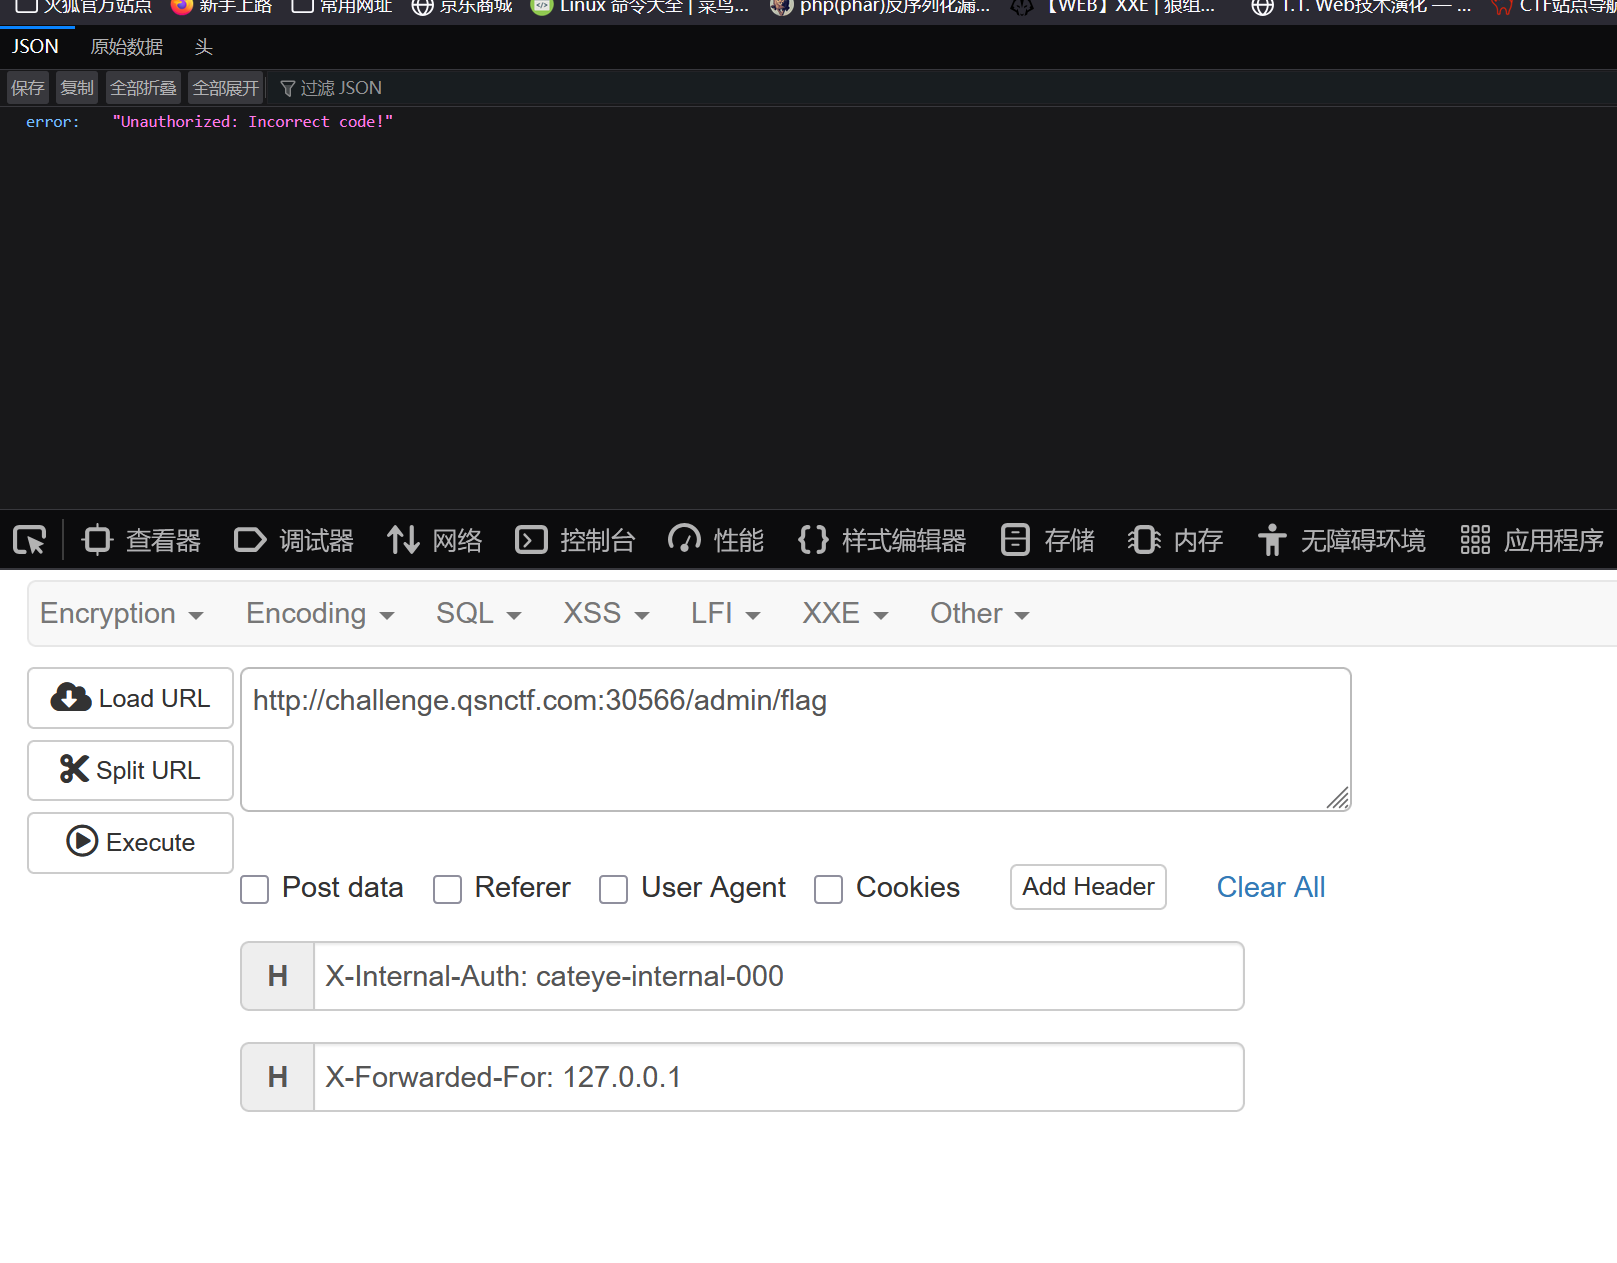 火狐官方站点 新手上路 常用网址 京东商城 Linux 命令大全 | 菜鸟... php(phar)反序列化漏... 【WEB】XXE | 狼组... 1.1. Web技术演化 — ... CTF站点导航
JSON 原始数据 头
保存 复制 全部折叠 全部展开 过滤 JSON
error: "Unauthorized: Incorrect code!"
查看器 调试器 网络 控制台 性能 样式编辑器 存储 内存 无障碍环境 应用程序
Encryption Encoding SQL XSS LFI XXE Other
Load URL http://challenge.qsnctf.com:30566/admin/flag
Split URL
Execute
Post data Referer User Agent Cookies Add Header Clear All
H X-Internal-Auth: cateye-internal-000
H X-Forwarded-For: 127.0.0.1